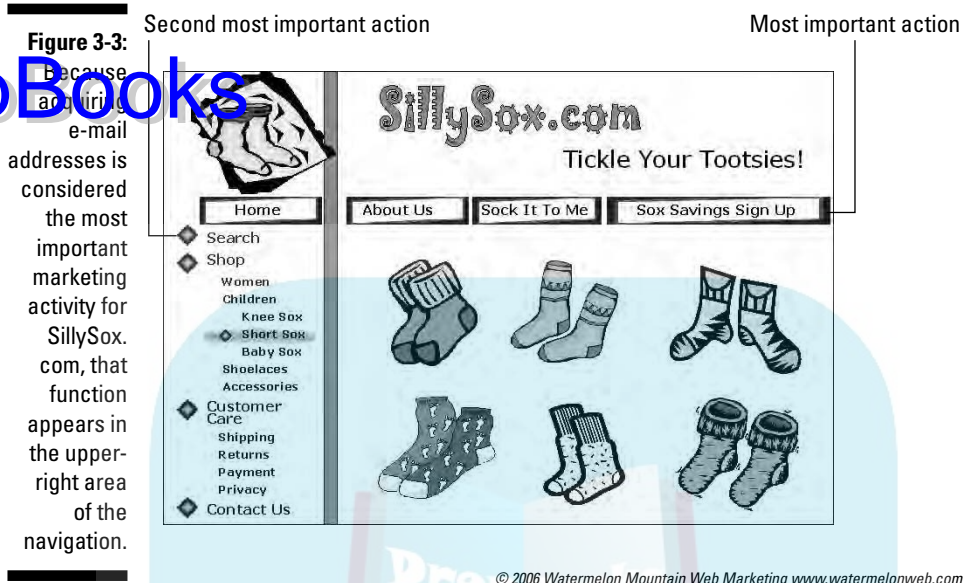 Second most important action
Most important action
Figure 3-3:
Because
acquiring
e-mail
addresses is
considered
the most
important
marketing
activity for
SillySox.
com, that
function
appears in
the upper-
right area
of the
navigation.
Books
SillySox.com
Tickle Your Tootsies!
Home
About Us
Sock It To Me
Sox Savings Sign Up
Search
Shop
Women
Children
Knee Sox
Short Sox
Baby Sox
Shoelaces
Accessories
Customer
Care
Shipping
Returns
Payment
Privacy
Contact Us
© 2006 Watermelon Mountain Web Marketing www.watermelonweb.com